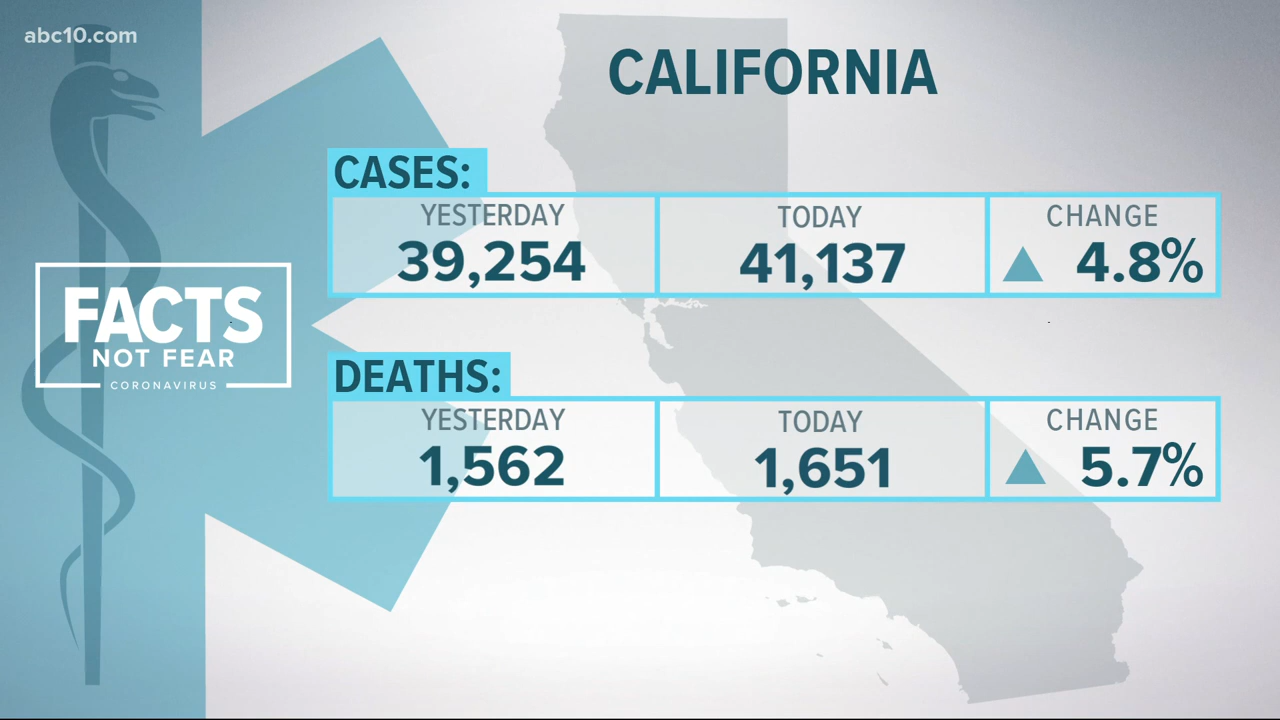 abc10.com
CALIFORNIA
CASES:
YESTERDAY TODAY CHANGE
39,254 41,137 4.8%
FACTS
NOT FEAR
CORONAVIRUS
DEATHS:
YESTERDAY TODAY CHANGE
1,562 1,651 5.7%